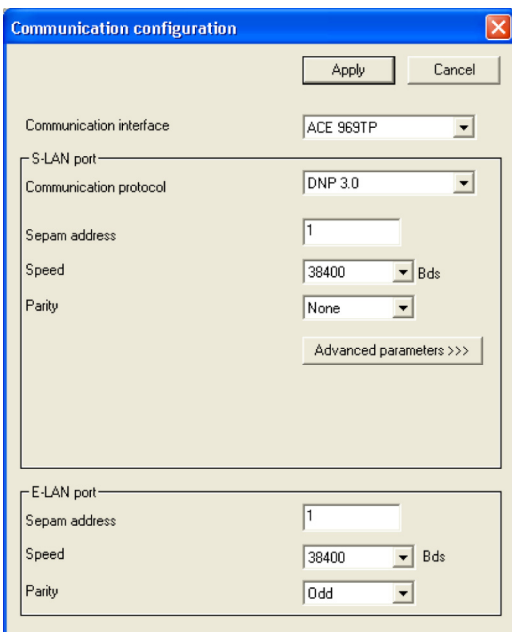 Communication configuration
Apply Cancel
Communication interface ACE 969TP
S-LAN port
Communication protocol DNP 3.0
Sepam address 1
Speed 38400 Bds
Parity None
Advanced parameters >>>
E-LAN port
Sepam address 1
Speed 38400 Bds
Parity Odd